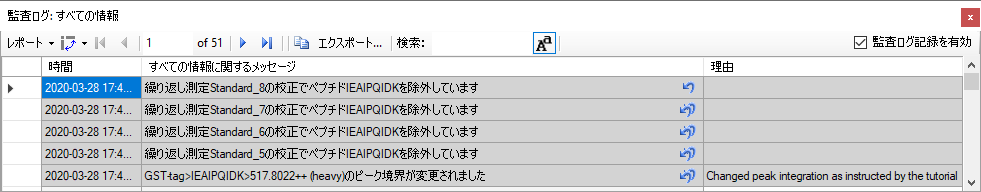 監査ログ: すべての情報
レポート 1 of 51 エクスポート... 検索: Aa 監査ログ記録を有効
時間 すべての情報に関するメッセージ 理由
2020-03-28 17:4... 繰り返し測定Standard_8の校正でペプチドIEAIPQIDKを除外しています
2020-03-28 17:4... 繰り返し測定Standard_7の校正でペプチドIEAIPQIDKを除外しています
2020-03-28 17:4... 繰り返し測定Standard_6の校正でペプチドIEAIPQIDKを除外しています
2020-03-28 17:4... 繰り返し測定Standard_5の校正でペプチドIEAIPQIDKを除外しています
2020-03-28 17:4... GST-tag>IEAIPQIDK>517.8022++ (heavy)のピーク境界が変更されました Changed peak integration as instructed by the tutorial